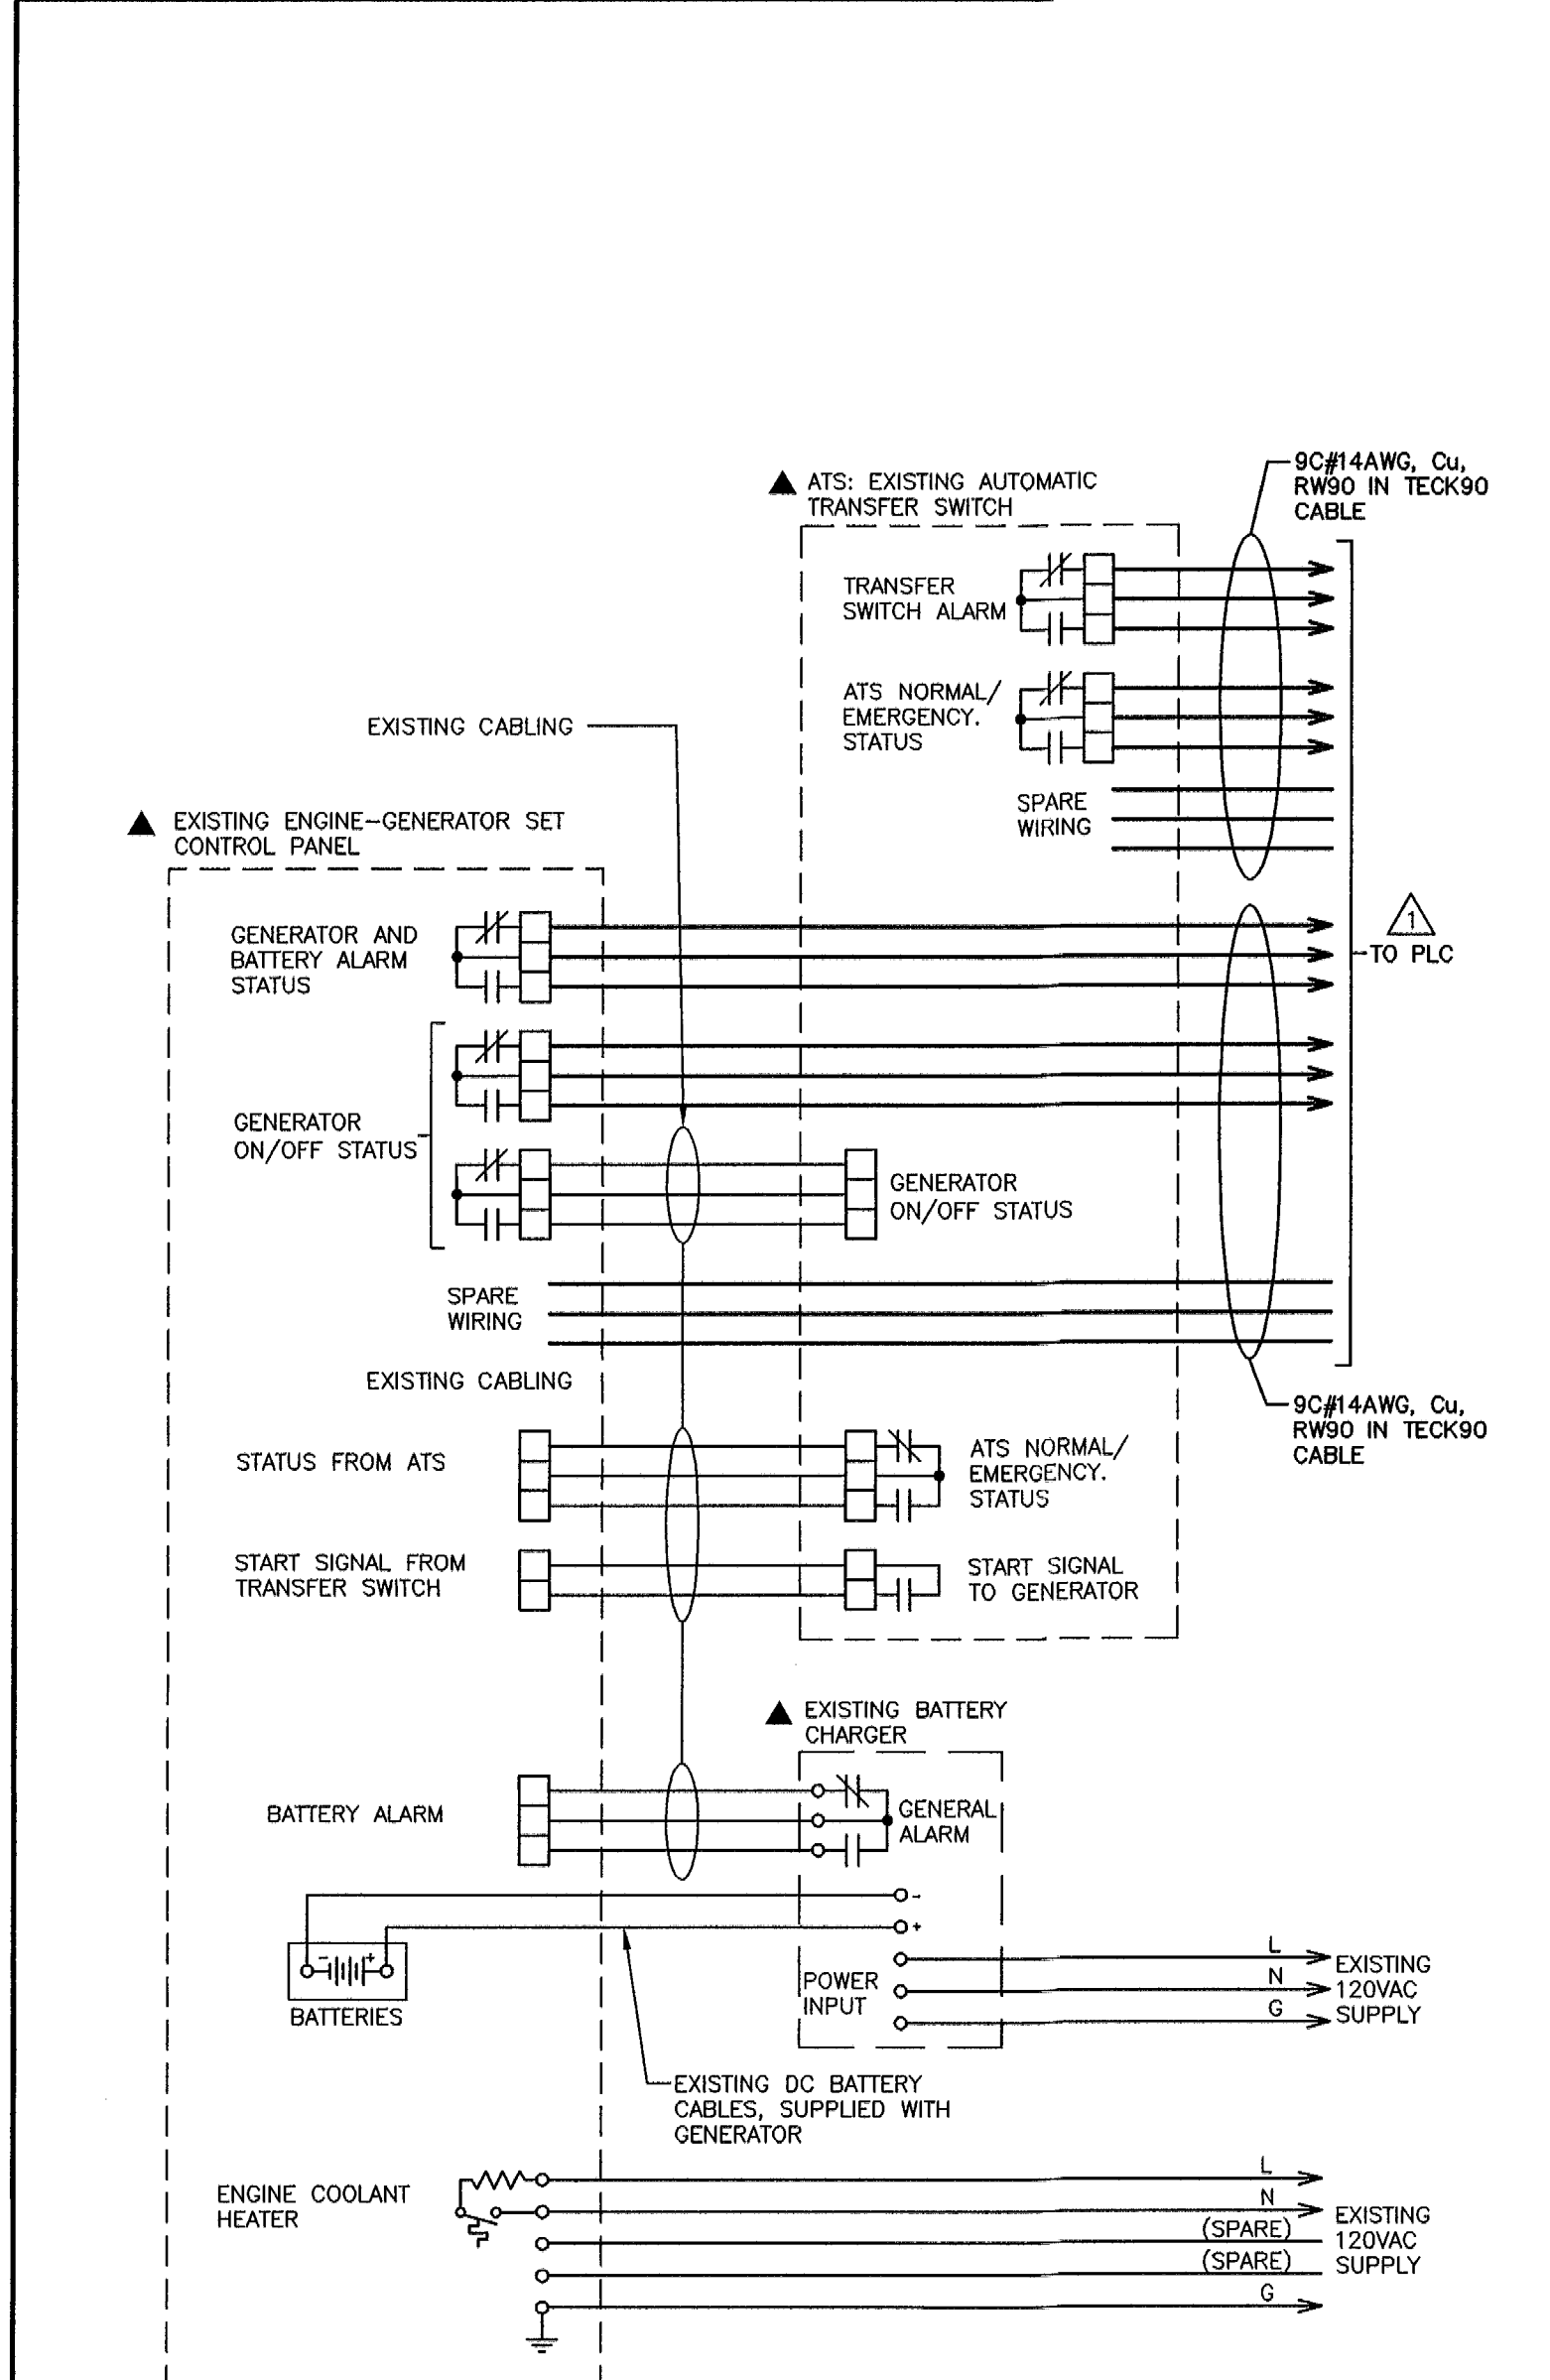 9C#14AWG, Cu,
RW90 IN TECK90
CABLE
ATS: EXISTING AUTOMATIC
TRANSFER SWITCH
TRANSFER
SWITCH ALARM
ATS NORMAL/
EMERGENCY.
STATUS
EXISTING CABLING
SPARE
WIRING
EXISTING ENGINE-GENERATOR SET
CONTROL PANEL
GENERATOR AND
BATTERY ALARM
STATUS
1
TO PLC
GENERATOR
ON/OFF STATUS
GENERATOR
ON/OFF STATUS
SPARE
WIRING
EXISTING CABLING
9C#14AWG, Cu,
RW90 IN TECK90
CABLE
STATUS FROM ATS
ATS NORMAL/
EMERGENCY.
STATUS
START SIGNAL FROM
TRANSFER SWITCH
START SIGNAL
TO GENERATOR
EXISTING BATTERY
CHARGER
BATTERY ALARM
GENERAL
ALARM
-
+
- +
BATTERIES
POWER
INPUT
L
N
G
EXISTING
120VAC
SUPPLY
EXISTING DC BATTERY
CABLES, SUPPLIED WITH
GENERATOR
ENGINE COOLANT
HEATER
L
N
(SPARE)
(SPARE)
G
EXISTING
120VAC
SUPPLY